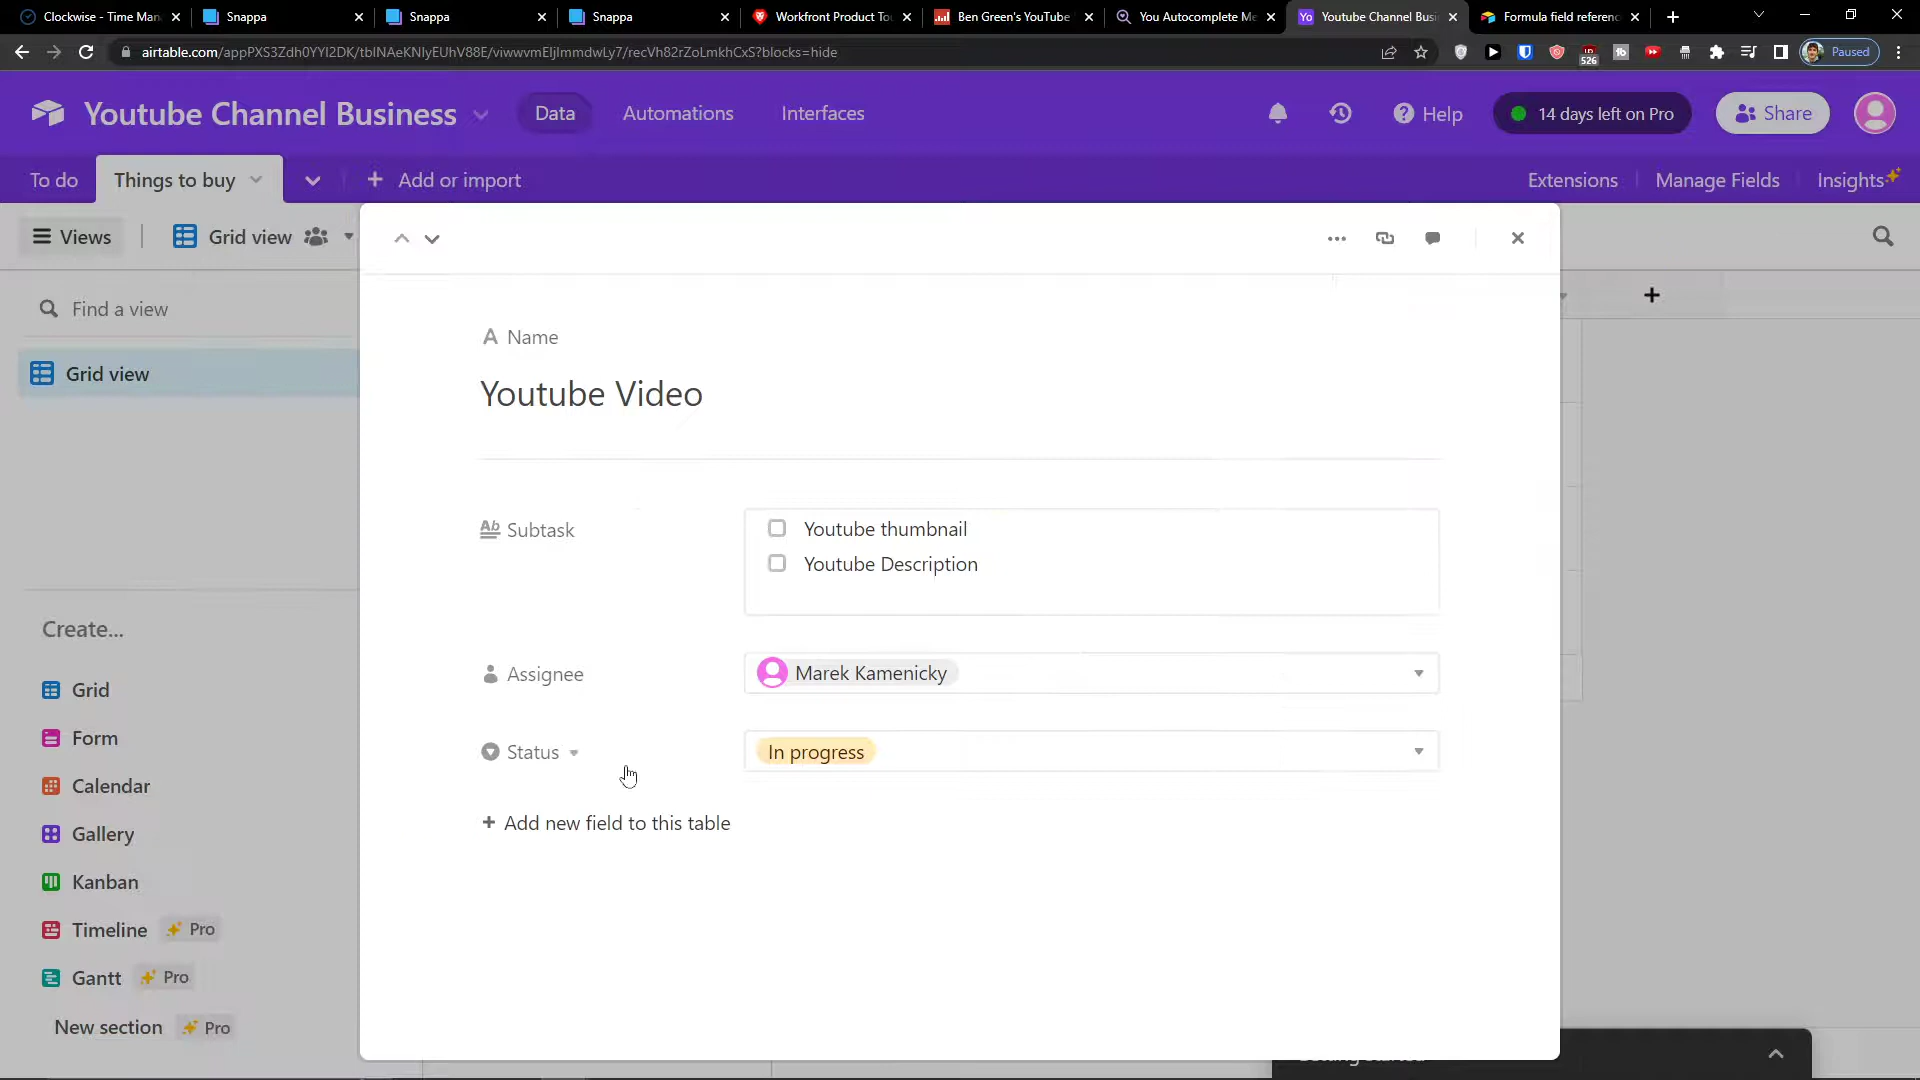 Clockwise - Time Man
Snappa
Snappa
Snappa
Workfront Product To
Ben Green's YouTube
You Autocomplete Me
Yo
Youtube Channel Busi
Formula field referenc
airtable.com/appPXS3Zdh0YYI2DK/tblNAeKNIyEUhV88E/viwwvmEljImmdwLy7/recVh82rZoLmkhCxS?blocks=hide
526
Paused
Youtube Channel Business
Data
Automations
Interfaces
Help
14 days left on Pro
Share
To do
Things to buy
Add or import
Extensions
Manage Fields
Insights
Views
Grid view
Find a view
Grid view
Name
Youtube Video
Subtask
Youtube thumbnail
Youtube Description
Assignee
Marek Kamenicky
Status
In progress
Add new field to this table
Create...
Grid
Form
Calendar
Gallery
Kanban
Timeline
Pro
Gantt
Pro
New section
Pro